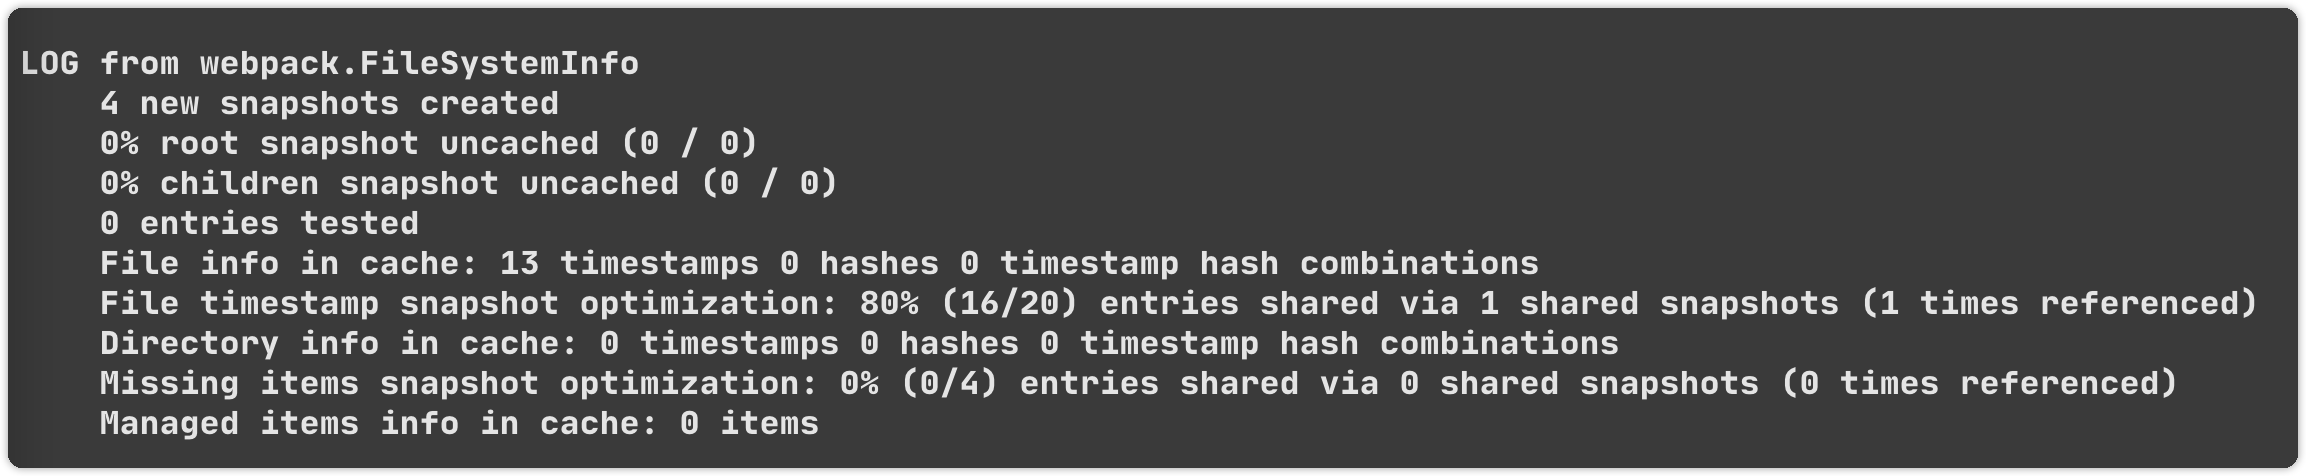 LOG from webpack.FileSystemInfo
4 new snapshots created
0% root snapshot uncached (0 / 0)
0% children snapshot uncached (0 / 0)
0 entries tested
File info in cache: 13 timestamps 0 hashes 0 timestamp hash combinations
File timestamp snapshot optimization: 80% (16/20) entries shared via 1 shared snapshots (1 times referenced)
Directory info in cache: 0 timestamps 0 hashes 0 timestamp hash combinations
Missing items snapshot optimization: 0% (0/4) entries shared via 0 shared snapshots (0 times referenced)
Managed items info in cache: 0 items